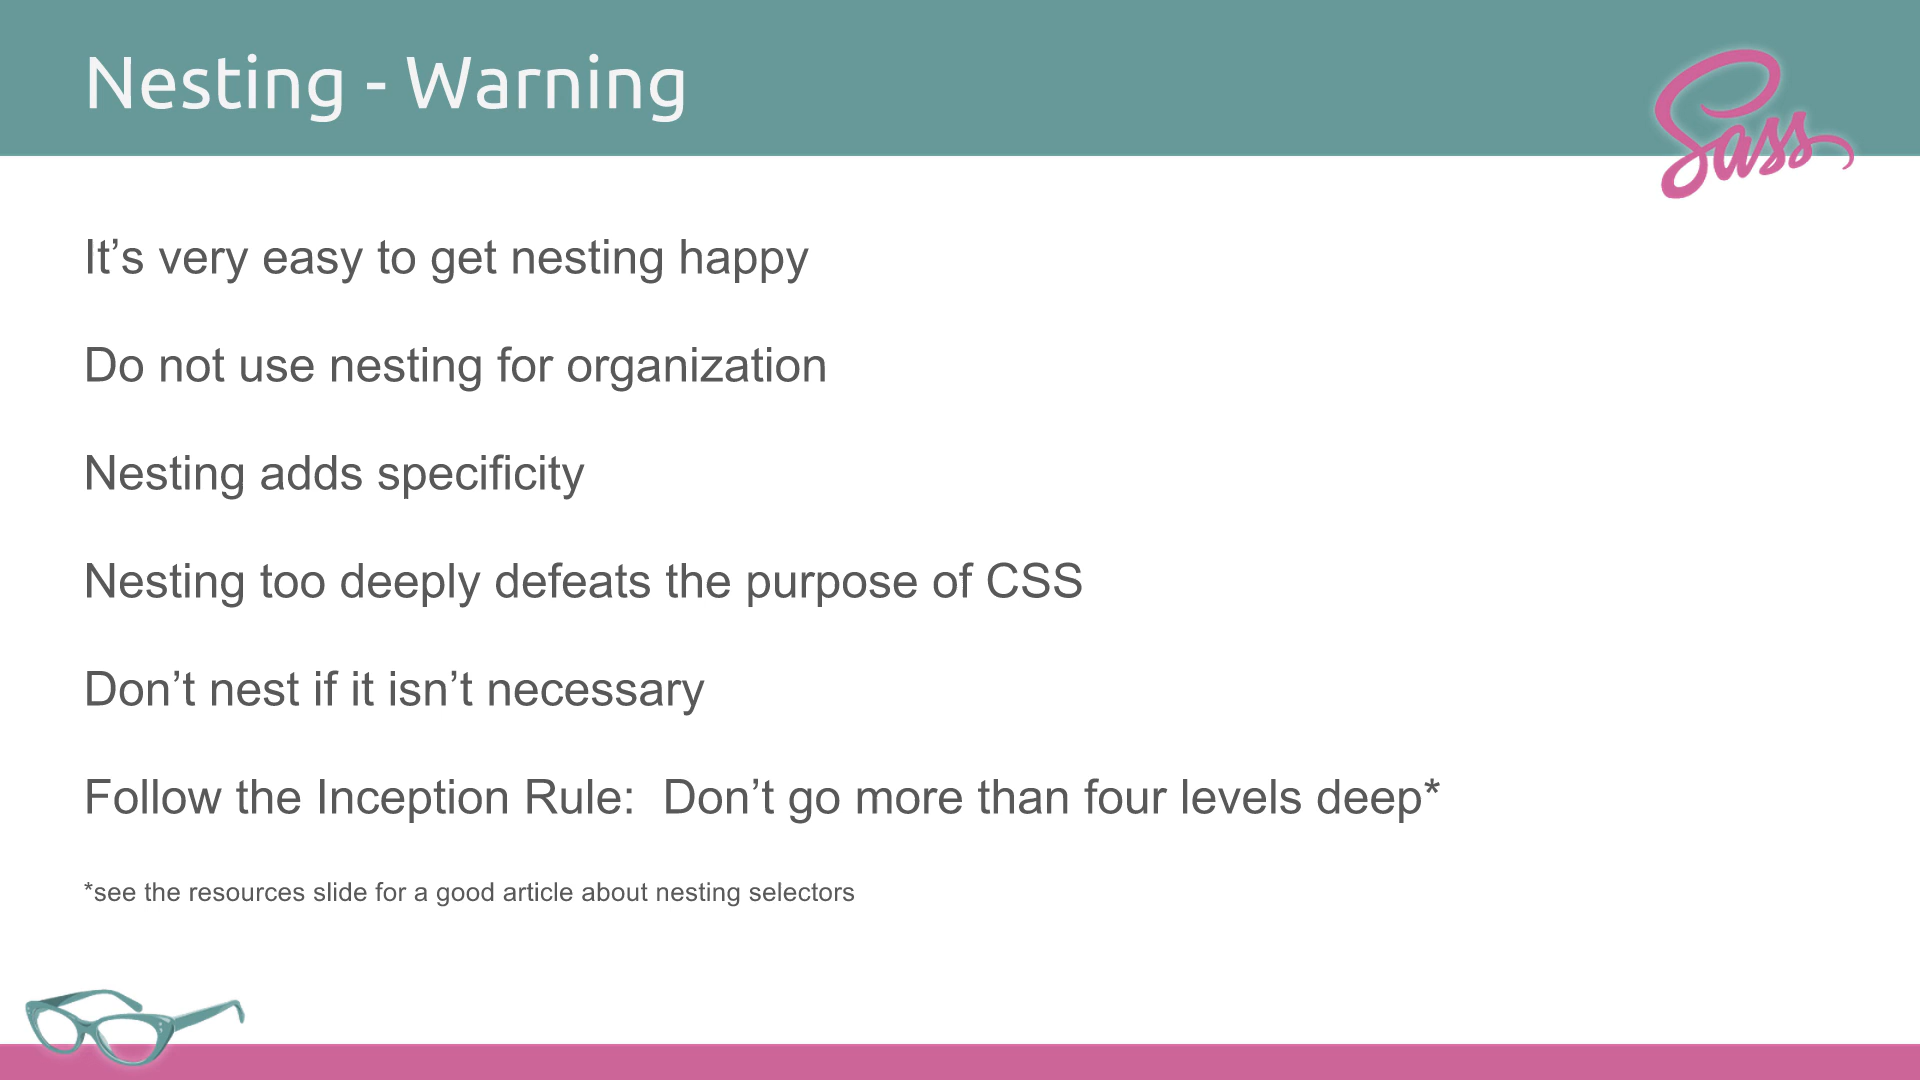 Nesting - Warning
Sass
It’s very easy to get nesting happy
Do not use nesting for organization
Nesting adds specificity
Nesting too deeply defeats the purpose of CSS
Don’t nest if it isn’t necessary
Follow the Inception Rule:  Don’t go more than four levels deep*
*see the resources slide for a good article about nesting selectors